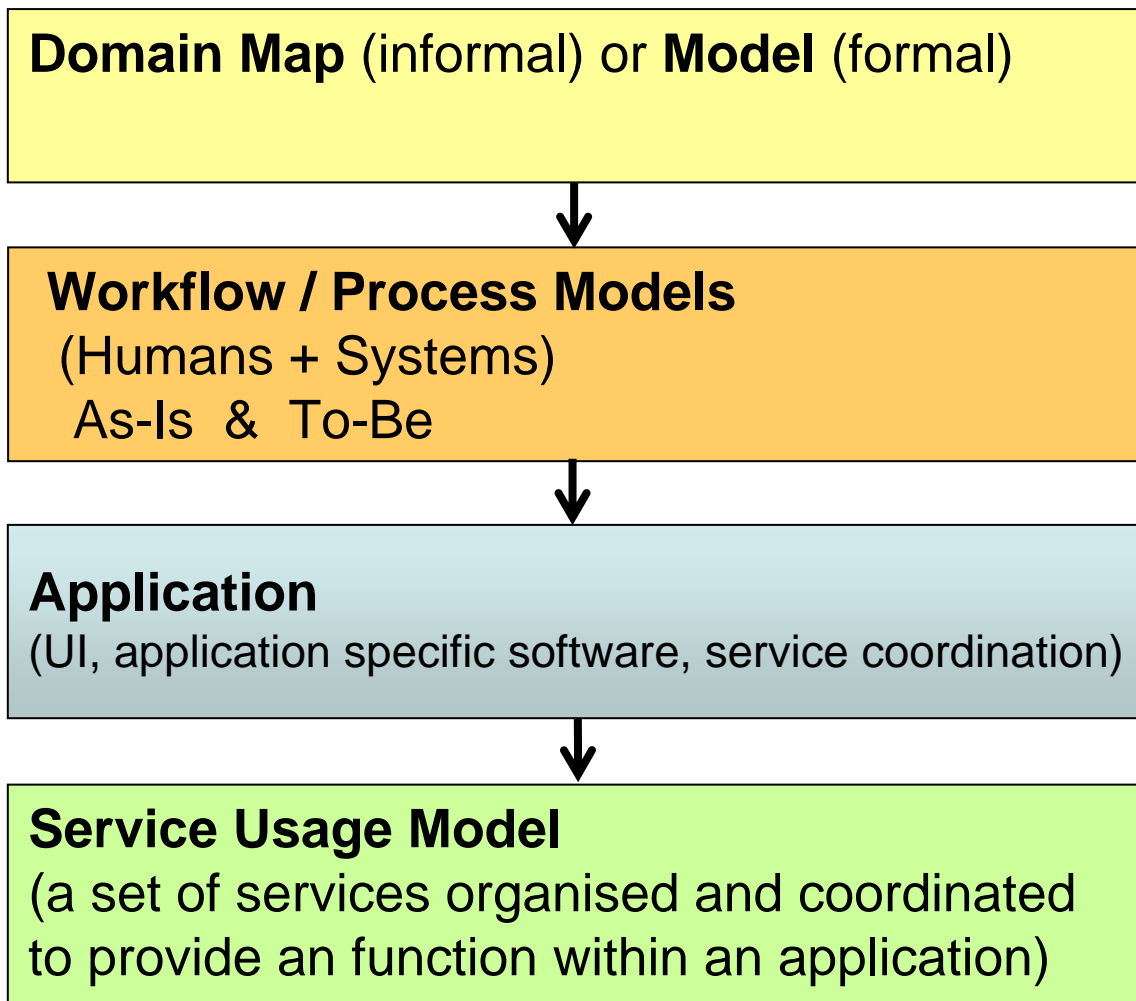 Domain Map (informal) or Model (formal)
Workflow / Process Models
(Humans + Systems)
As-Is & To-Be
Application
(UI, application specific software, service coordination)
Service Usage Model
(a set of services organised and coordinated
to provide an function within an application)